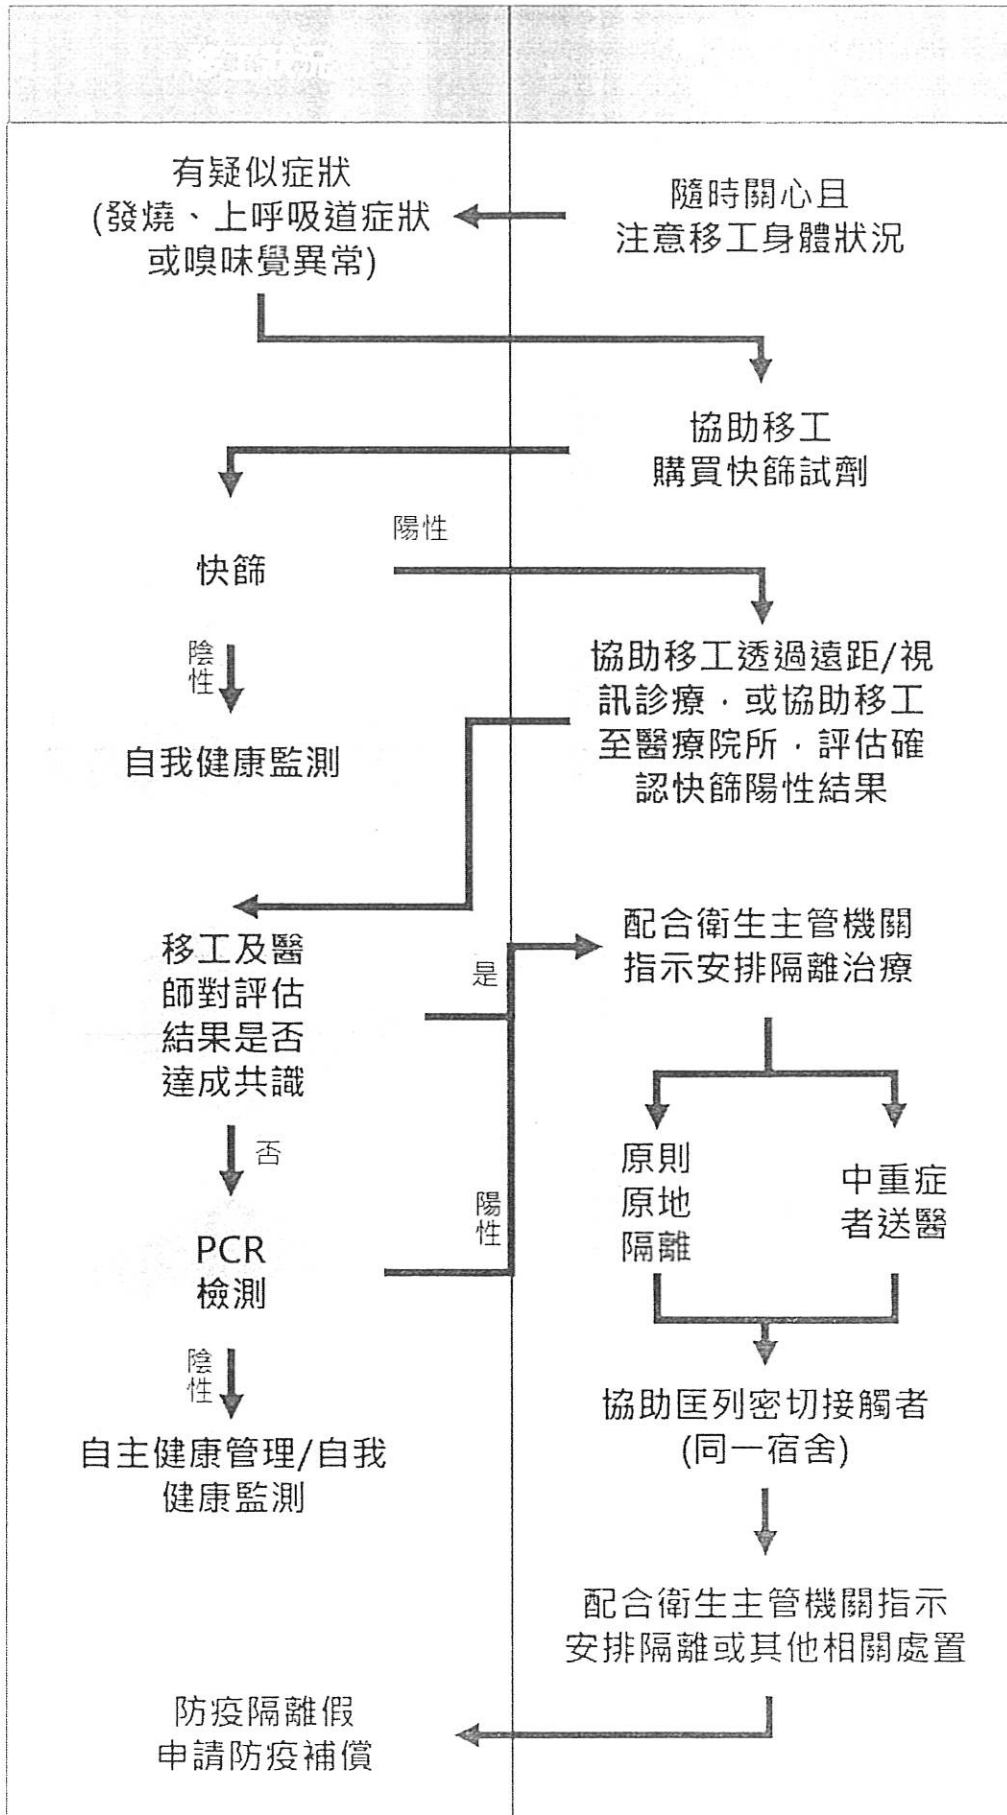 有疑似症狀
(發燒、上呼吸道症狀
或嗅味覺異常)
隨時關心且
注意移工身體狀況
協助移工
購買快篩試劑
陽性
快篩
陰性
自我健康監測
協助移工透過遠距/視
訊診療，或協助移工
至醫療院所，評估確
認快篩陽性結果
移工及醫
師對評估
結果是否
達成共識
是
配合衛生主管機關
指示安排隔離治療
否
原則
原地
隔離
中重症
者送醫
陽性
PCR
檢測
陰性
自主健康管理/自我
健康監測
協助匡列密切接觸者
(同一宿舍)
配合衛生主管機關指示
安排隔離或其他相關處置
防疫隔離假
申請防疫補償